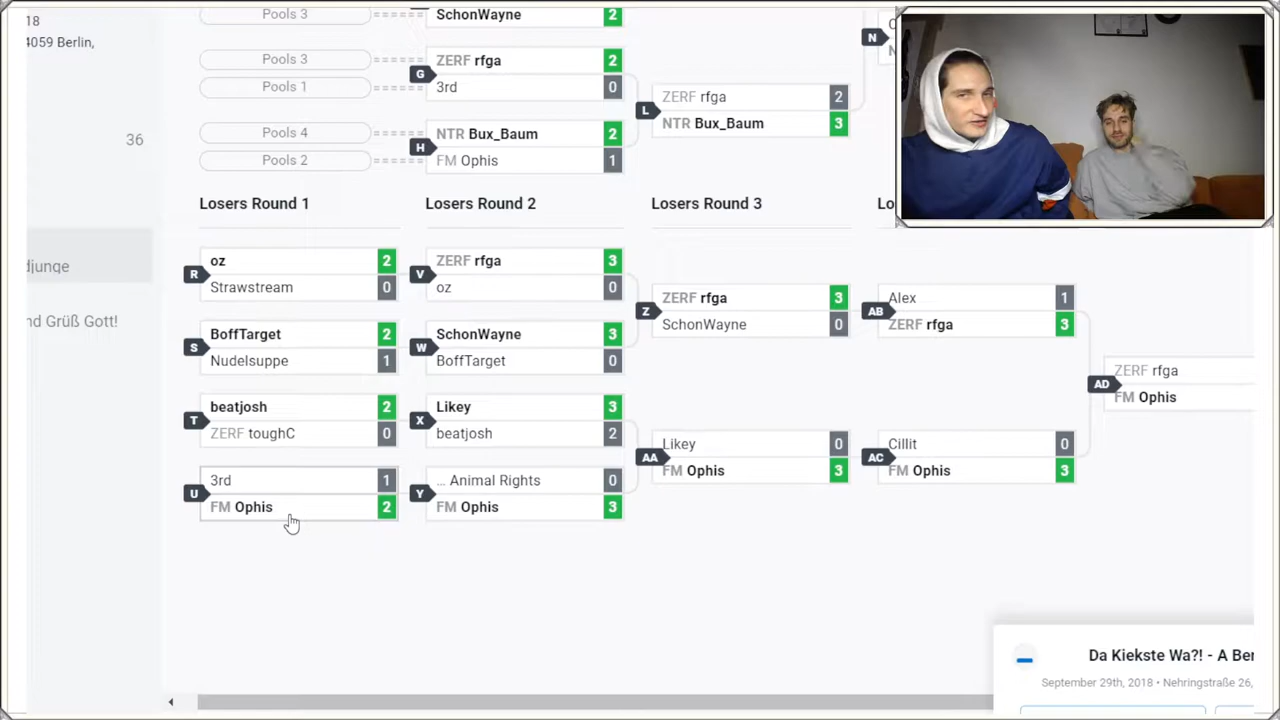 18
4059 Berlin,
36
djunge
nd Grüß Gott!
Pools 3
SchonWayne 2
Pools 3
Pools 1
G
ZERF rfga 2
3rd 0
Pools 4
Pools 2
H
NTR Bux_Baum 2
FM Ophis 1
L
ZERF rfga 2
NTR Bux_Baum 3
N
Losers Round 1
Losers Round 2
Losers Round 3
Lo
R
oz 2
Strawstream 0
S
BoffTarget 2
Nudelsuppe 1
T
beatjosh 2
ZERF toughC 0
U
3rd 1
FM Ophis 2
V
ZERF rfga 3
oz 0
W
SchonWayne 3
BoffTarget 0
X
Likey 3
beatjosh 2
Y
... Animal Rights 0
FM Ophis 3
Z
ZERF rfga 3
SchonWayne 0
AA
Likey 0
FM Ophis 3
AB
Alex 1
ZERF rfga 3
AC
Cillit 0
FM Ophis 3
AD
ZERF rfga
FM Ophis
Da Kiekste Wa?! - A Ber
September 29th, 2018 • Nehringstraße 26,